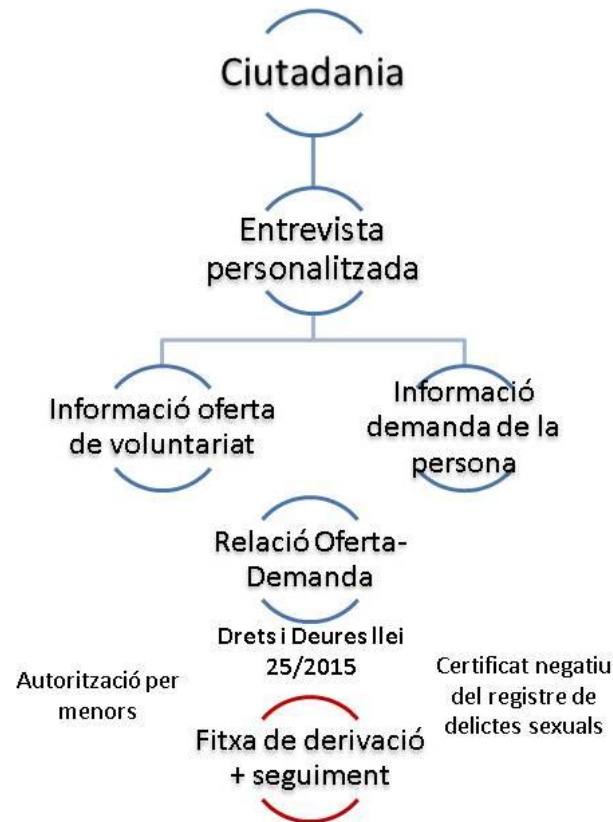 Ciutadania
Entrevista
personalitzada
Informació oferta
de voluntariat
Informació
demanda de la
persona
Relació Oferta-
Demanda
Drets i Deures llei
25/2015
Autorització per
menors
Certificat negatiu
del registre de
delictes sexuals
Fitxa de derivació
+ seguiment